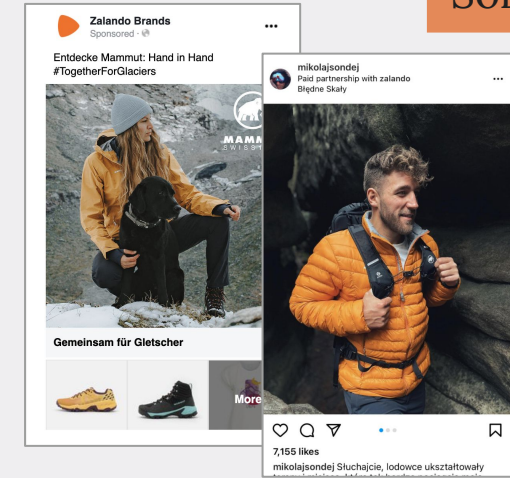 Zalando Brands
Sponsored ·
Entdecke Mammut: Hand in Hand
#TogetherForGlaciers
Gemeinsam für Gletscher
More
mikolajsondej
Paid partnership with zalando
Błędne Skały
7,155 likes
mikolajsondej Słuchajcie, lodowce ukształtowały